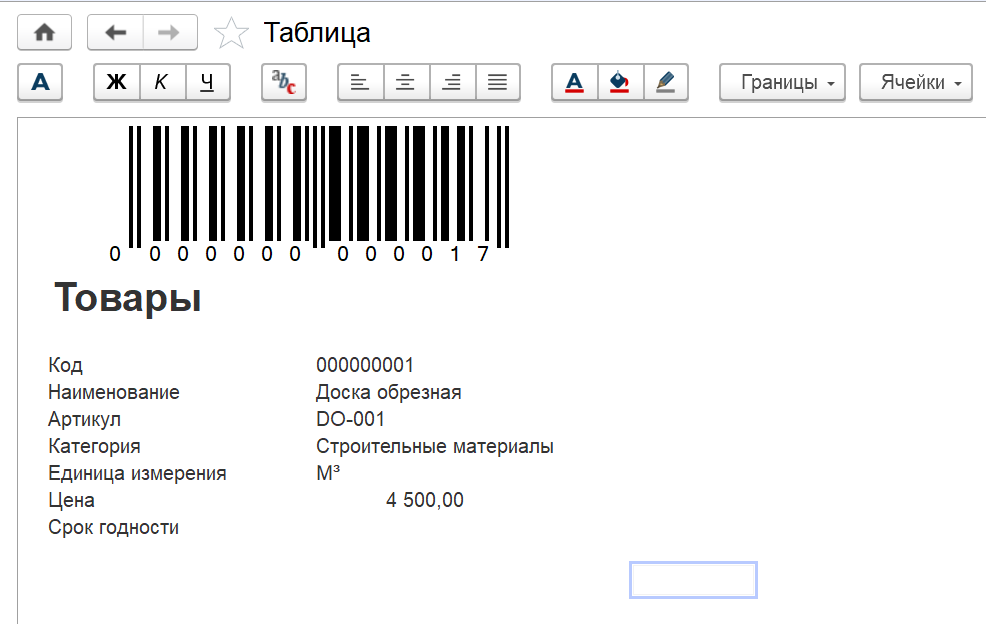 Таблица
А Ж К Ч abc А Границы Ячейки
0 000000 000017
Товары
Код 000000001
Наименование Доска обрезная
Артикул DO-001
Категория Строительные материалы
Единица измерения М³
Цена 4 500,00
Срок годности